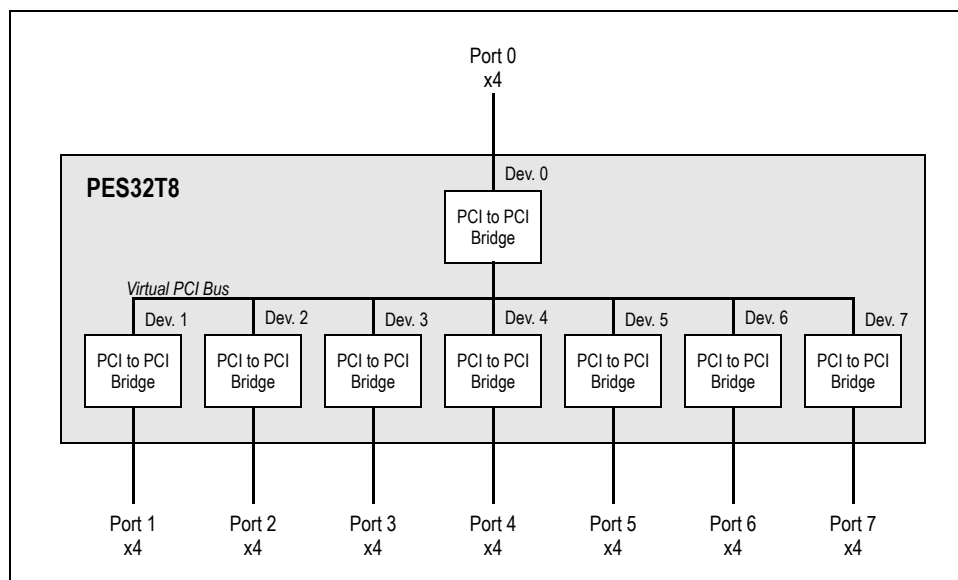 Port 0
x4
PES32T8
Dev. 0
PCI to PCI
Bridge
Virtual PCI Bus
Dev. 1
Dev. 2
Dev. 3
Dev. 4
Dev. 5
Dev. 6
Dev. 7
PCI to PCI
Bridge
PCI to PCI
Bridge
PCI to PCI
Bridge
PCI to PCI
Bridge
PCI to PCI
Bridge
PCI to PCI
Bridge
PCI to PCI
Bridge
Port 1
x4
Port 2
x4
Port 3
x4
Port 4
x4
Port 5
x4
Port 6
x4
Port 7
x4